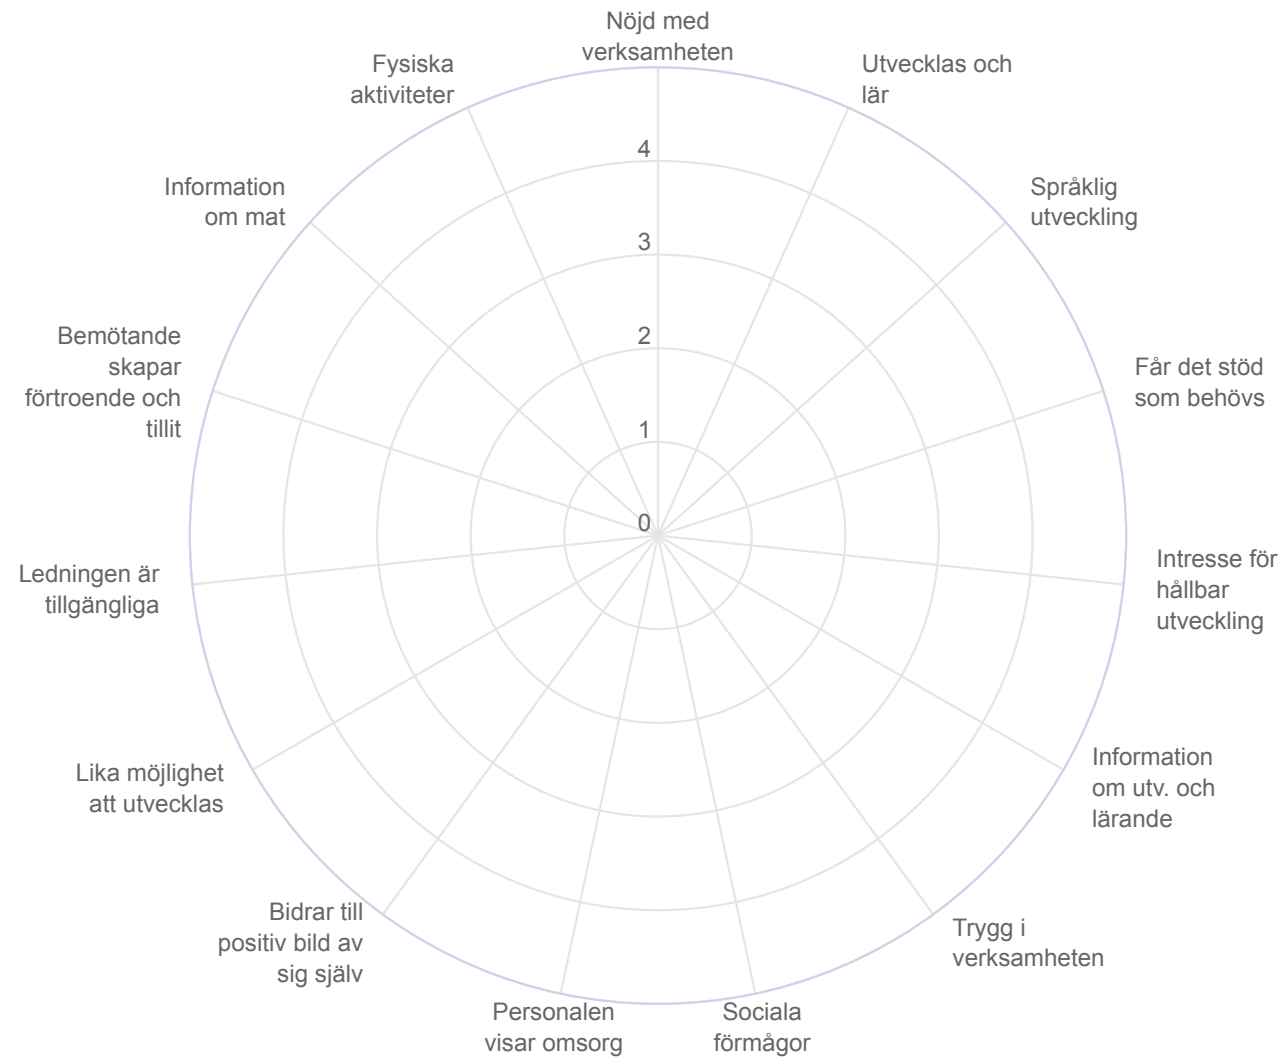 Nöjd med
verksamheten
Utvecklas och
lär
Språklig
utveckling
Får det stöd
som behövs
Intresse för
hållbar
utveckling
Information
om utv. och
lärande
Trygg i
verksamheten
Sociala
förmågor
Personalen
visar omsorg
Bidrar till
positiv bild av
sig själv
Lika möjlighet
att utvecklas
Ledningen är
tillgängliga
Bemötande
skapar
förtroende och
tillit
Information
om mat
Fysiska
aktiviteter
4
3
2
1
0